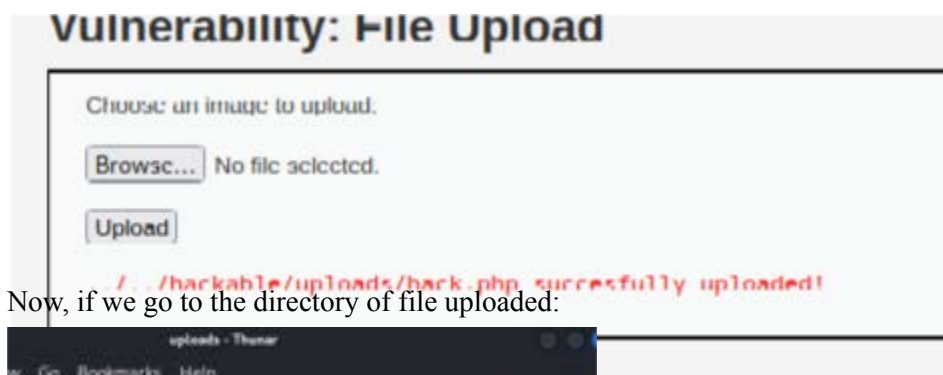 Vulnerability: File Upload
Choose an image to upload.
Browse... No file selected.
Upload
../../hackable/uploads/hack.php succesfully uploaded!
Now, if we go to the directory of file uploaded:
uploads - Thunar
Go Bookmarks Help